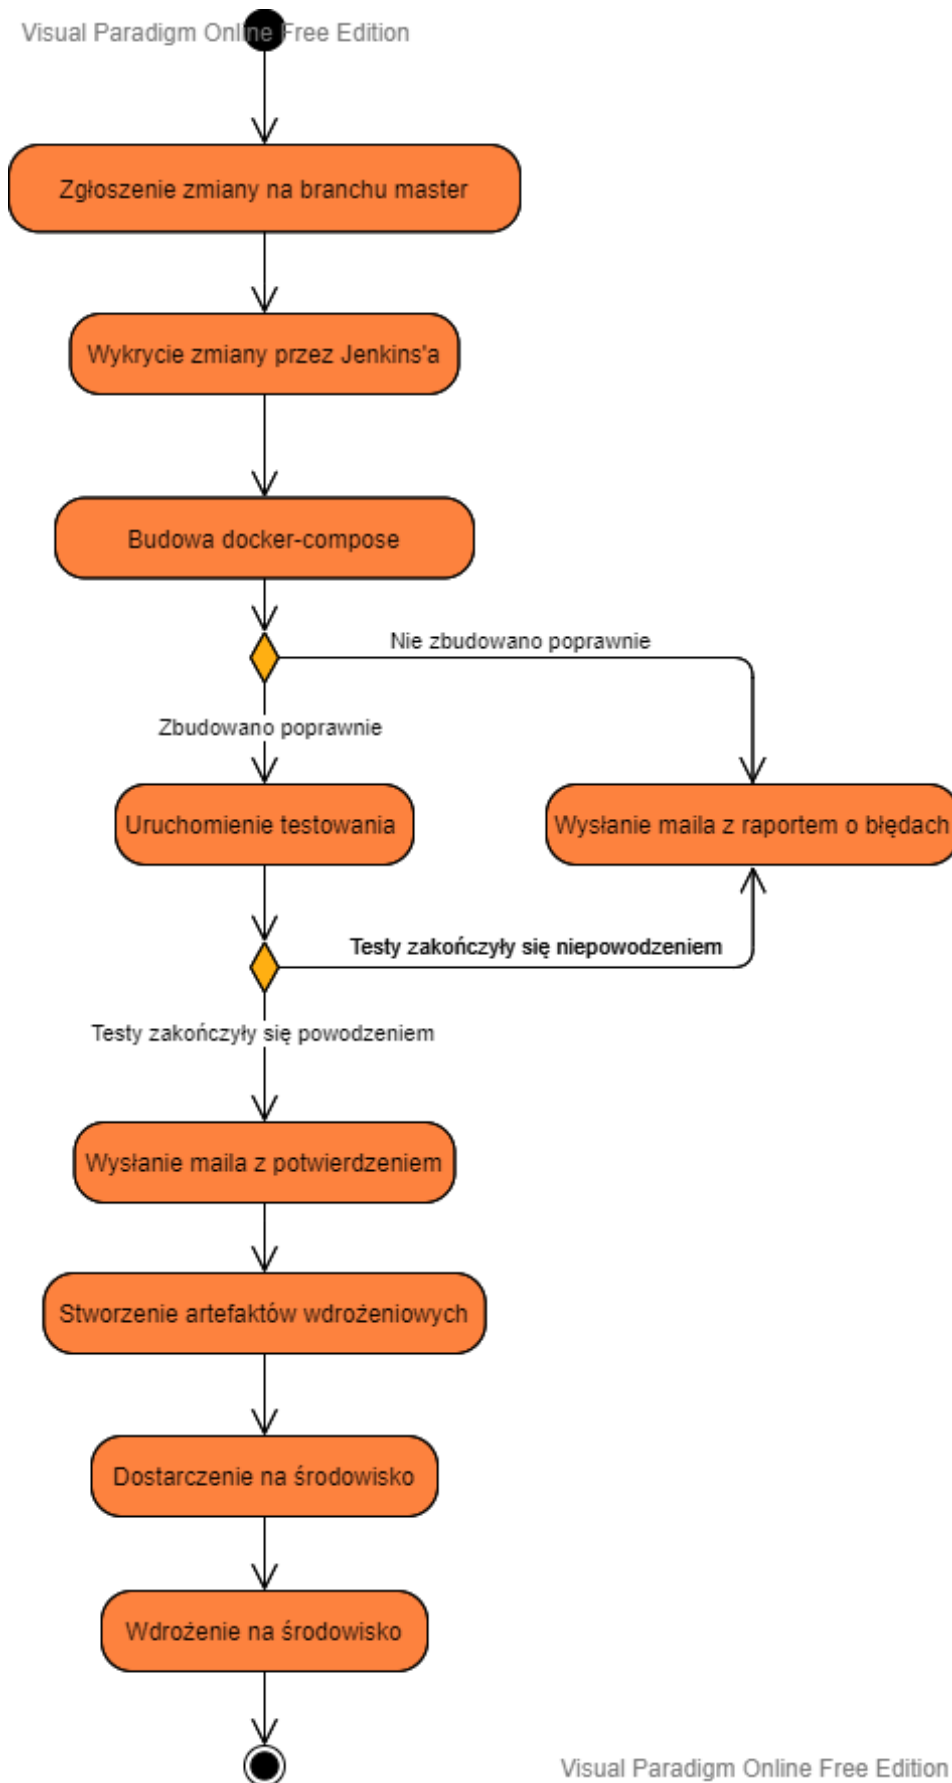 Visual Paradigm Online Free Edition
Zgłoszenie zmiany na branchu master
Wykrycie zmiany przez Jenkins'a
Budowa docker-compose
Nie zbudowano poprawnie
Zbudowano poprawnie
Uruchomienie testowania
Wysłanie maila z raportem o błędach
Testy zakończyły się niepowodzeniem
Testy zakończyły się powodzeniem
Wysłanie maila z potwierdzeniem
Stworzenie artefaktów wdrożeniowych
Dostarczenie na środowisko
Wdrożenie na środowisko
Visual Paradigm Online Free Edition